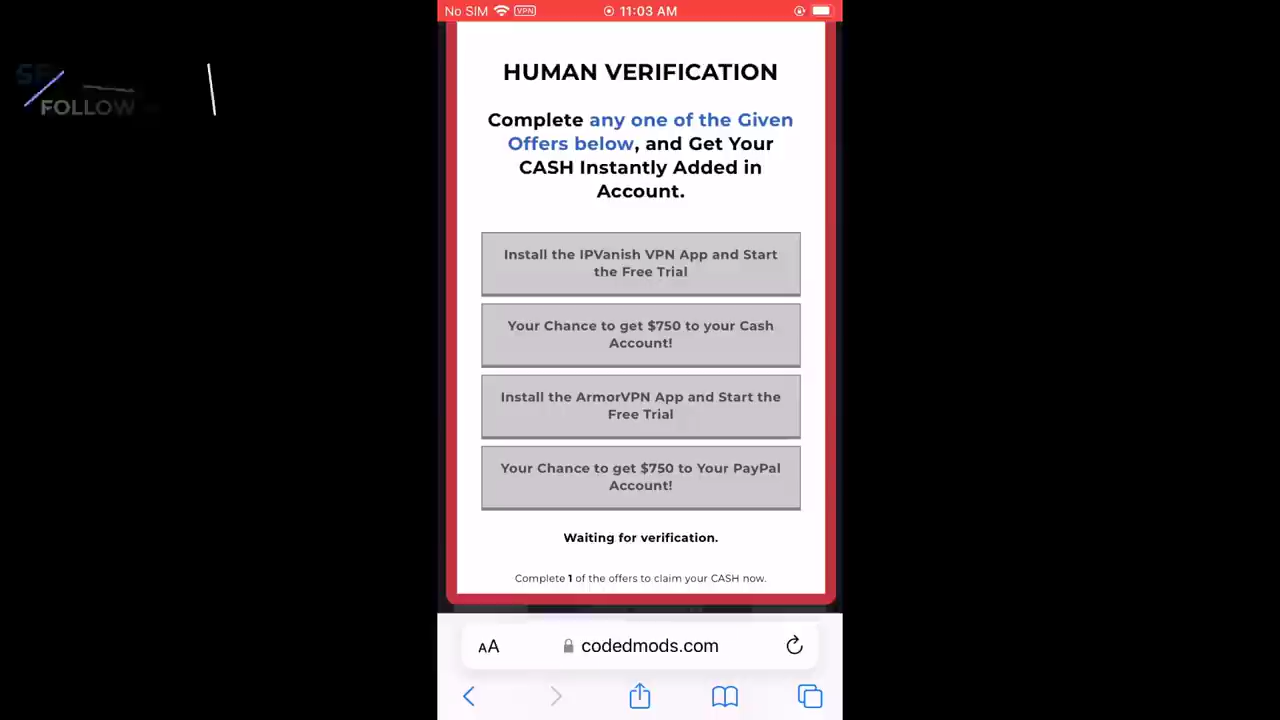 No SIM VPN 11:03 AM
FOLLOW
HUMAN VERIFICATION
Complete any one of the Given
Offers below, and Get Your
CASH Instantly Added in
Account.
Install the IPVanish VPN App and Start
the Free Trial
Your Chance to get $750 to your Cash
Account!
Install the ArmorVPN App and Start the
Free Trial
Your Chance to get $750 to Your PayPal
Account!
Waiting for verification.
Complete 1 of the offers to claim your CASH now.
AA codedmods.com